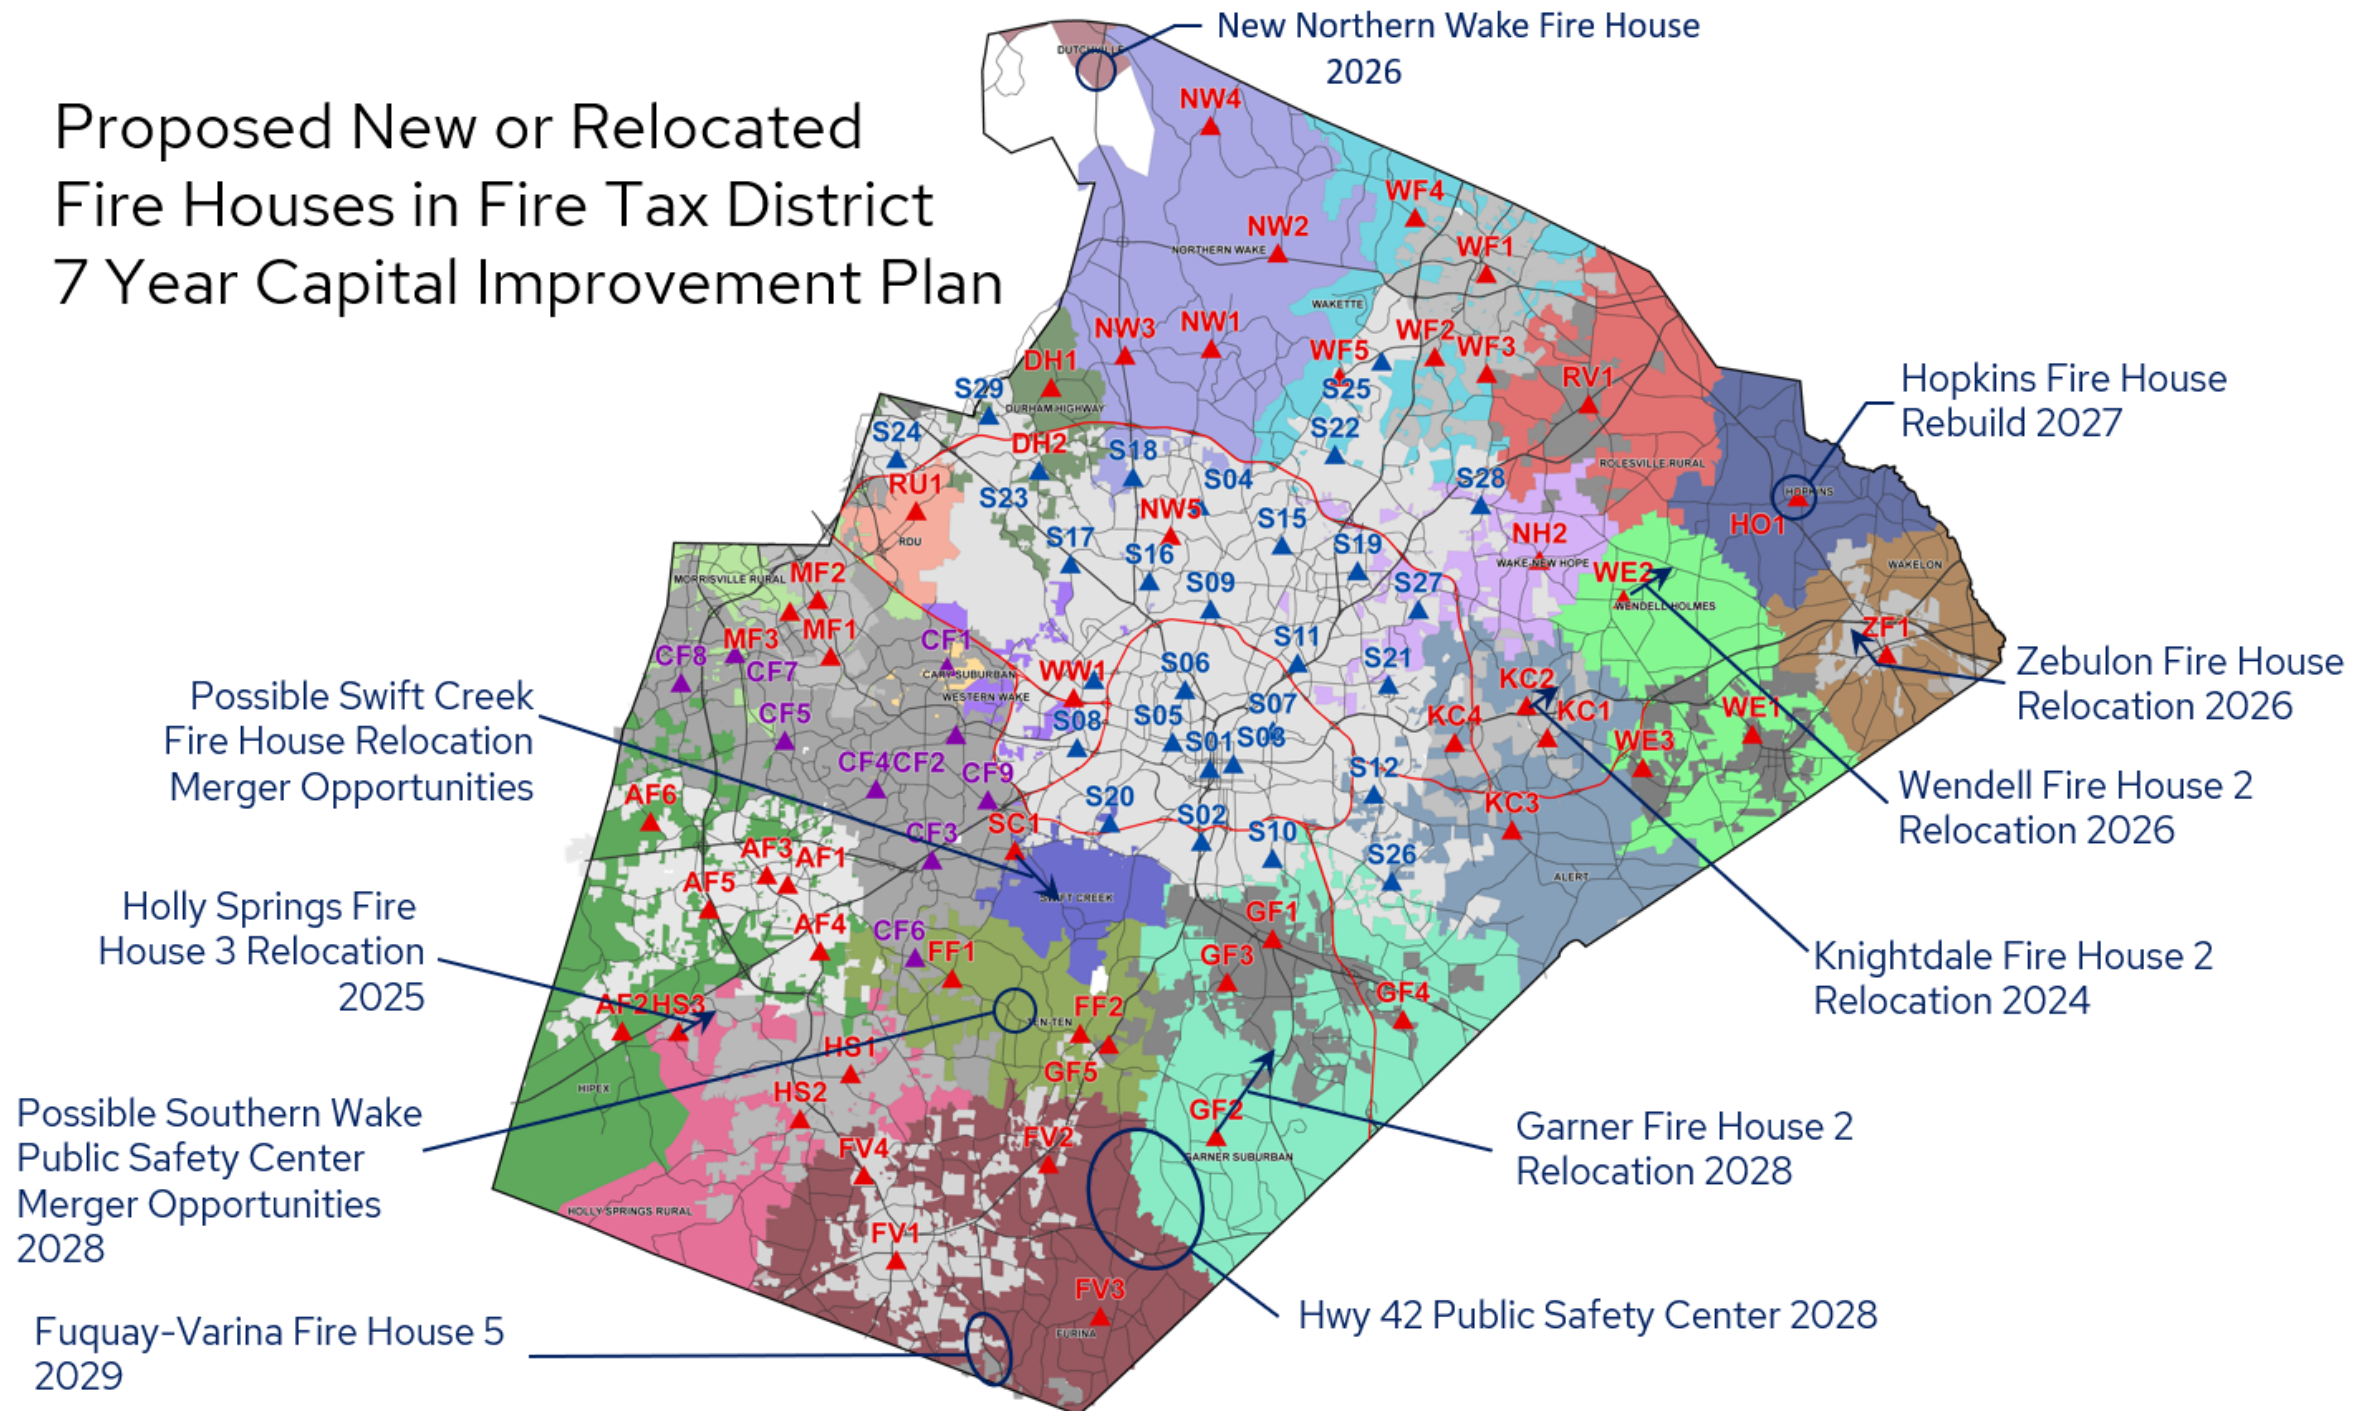 Proposed New or Relocated
Fire Houses in Fire Tax District
7 Year Capital Improvement Plan
New Northern Wake Fire House
2026
Hopkins Fire House
Rebuild 2027
Zebulon Fire House
Relocation 2026
Wendell Fire House 2
Relocation 2026
Knightdale Fire House 2
Relocation 2024
Garner Fire House 2
Relocation 2028
Hwy 42 Public Safety Center 2028
Possible Swift Creek
Fire House Relocation
Merger Opportunities
Holly Springs Fire
House 3 Relocation
2025
Possible Southern Wake
Public Safety Center
Merger Opportunities
2028
Fuquay-Varina Fire House 5
2029
DUTCHVILLE
NW4
WF4
NW2
NORTHERN WAKE
WF1
WAKETTE
NW3
NW1
WF2
WF3
WF5
DH1
RV1
S29
S25
DURHAM HIGHWAY
S24
DH2
S22
S18
ROLESVILLE RURAL
RU1
S23
S04
S28
HOPKINS
NW5
S15
HO1
S17
NH2
RDU
S16
S19
WAKE-NEW HOPE
WAKELON
MORRISVILLE RURAL
MF2
S09
S27
WE2
WENDELL HOLMES
MF3
MF1
CF1
S11
ZF1
CF8
CF7
CARY SUBURBAN
WW1
S06
S21
WESTERN WAKE
KC2
CF5
S08
S05
S07
KC4
KC1
WE1
S01
S03
WE3
CF4
CF2
CF9
S12
AF6
S20
S02
KC3
CF3
SC1
S10
AF3
AF1
S26
AF5
ALERT
SWIFT CREEK
AF4
CF6
FF1
GF1
GF3
AF2
HS3
FF2
GF4
TEN-TEN
HS1
GF5
HIPEX
HS2
GF2
FV4
FV2
GARNER SUBURBAN
HOLLY SPRINGS RURAL
FV1
FV3
FURINA